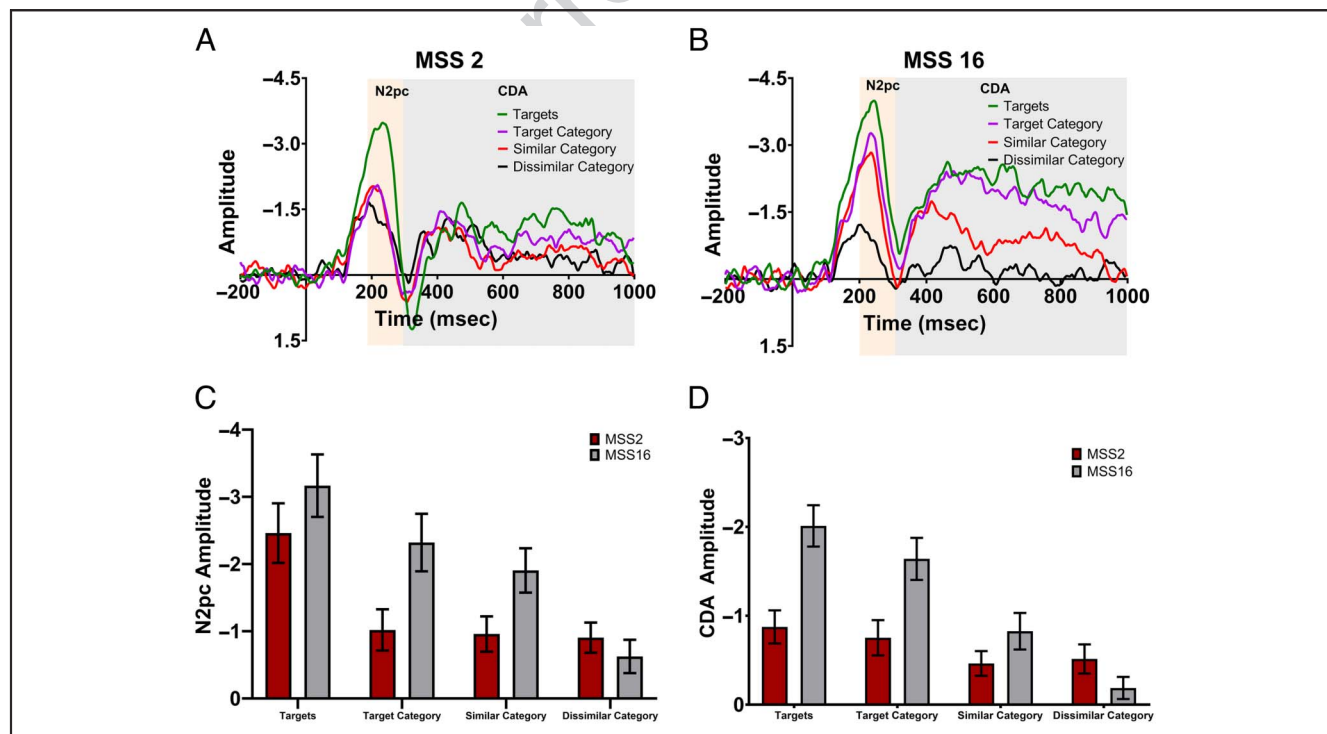 A
MSS 2
−4.5
N2pc
CDA
Targets
Target Category
Similar Category
Dissimilar Category
−3.0
−1.5
Amplitude
−200
200
400
600
800
1000
Time (msec)
1.5
B
MSS 16
−4.5
N2pc
CDA
Targets
Target Category
Similar Category
Dissimilar Category
−3.0
−1.5
Amplitude
−200
200
400
600
800
1000
Time (msec)
1.5
C
−4
MSS2
MSS16
−3
−2
−1
0
N2pc Amplitude
Targets
Target Category
Similar Category
Dissimilar Category
D
−3
MSS2
MSS16
−2
−1
0
CDA Amplitude
Targets
Target Category
Similar Category
Dissimilar Category